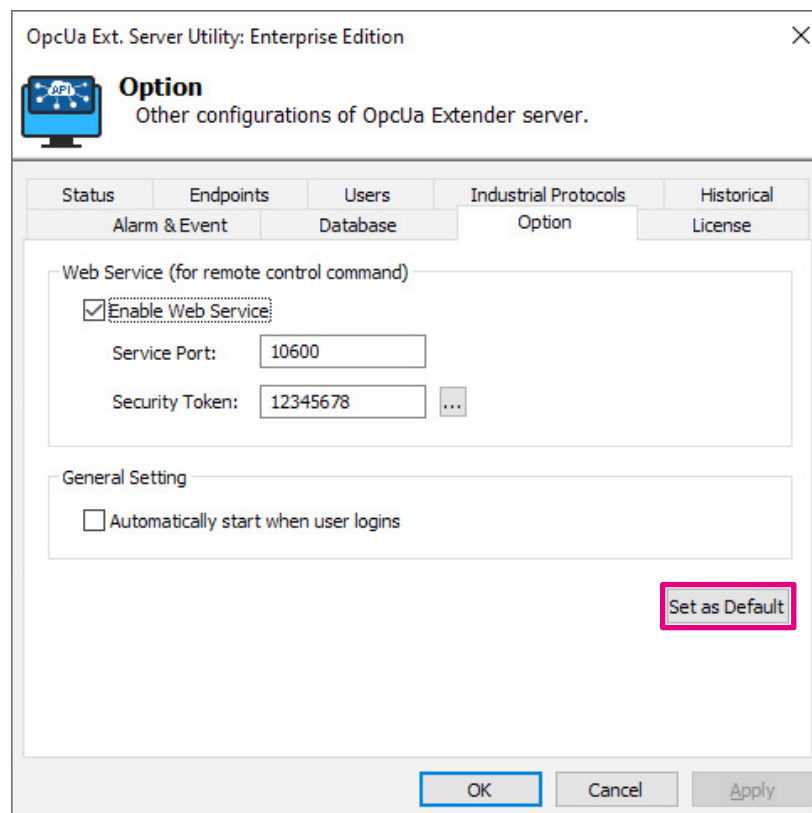 OpcUa Ext. Server Utility: Enterprise Edition
API
Option
Other configurations of OpcUa Extender server.
Status Endpoints Users Industrial Protocols Historical
Alarm & Event Database Option License
Web Service (for remote control command)
Enable Web Service
Service Port: 10600
Security Token: 12345678 ...
General Setting
Automatically start when user logins
Set as Default
OK Cancel Apply